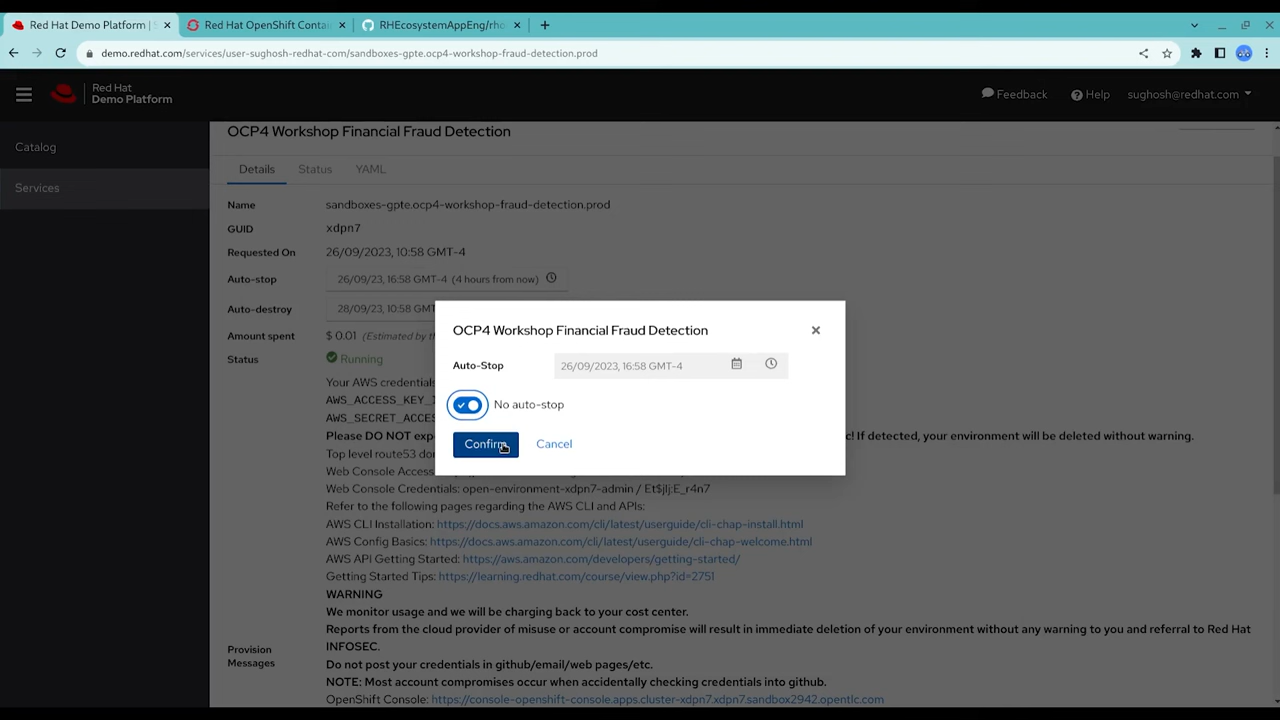 Red Hat Demo Platform | S
Red Hat OpenShift Contai
RHEcosystemAppEng/rho
demo.redhat.com/services/user-sughosh-redhat-com/sandboxes-gpte.ocp4-workshop-fraud-detection.prod
Red Hat
Demo Platform
Feedback
Help
sughosh@redhat.com
Catalog
Services
OCP4 Workshop Financial Fraud Detection
Details Status YAML
Name sandboxes-gpte.ocp4-workshop-fraud-detection.prod
GUID xdpn7
Requested On 26/09/2023, 10:58 GMT-4
Auto-stop 26/09/23, 16:58 GMT-4 (4 hours from now)
Auto-destroy 28/09/23, 10:58 GMT
Amount spent $ 0.01 (Estimated by th
Status Running
OCP4 Workshop Financial Fraud Detection
Auto-Stop 26/09/2023, 16:58 GMT-4
No auto-stop
Confirm Cancel
Your AWS credentials
AWS_ACCESS_KEY_
AWS_SECRET_ACCES
Please DO NOT exp c! If detected, your environment will be deleted without warning.
Top level route53 dom
Web Console Access
Web Console Credentials: open-environment-xdpn7-admin / Et$jlj:E_r4n7
Refer to the following pages regarding the AWS CLI and APIs:
AWS CLI Installation: https://docs.aws.amazon.com/cli/latest/userguide/cli-chap-install.html
AWS Config Basics: https://docs.aws.amazon.com/cli/latest/userguide/cli-chap-welcome.html
AWS API Getting Started: https://aws.amazon.com/developers/getting-started/
Getting Started Tips: https://learning.redhat.com/course/view.php?id=2751
WARNING
We monitor usage and we will be charging back to your cost center.
Reports from the cloud provider of misuse or account compromise will result in immediate deletion of your environment without any warning to you and referral to Red Hat
INFOSEC.
Provision
Messages
Do not post your credentials in github/email/web pages/etc.
NOTE: Most account compromises occur when accidentally checking credentials into github.
OpenShift Console: https://console-openshift-console.apps.cluster-xdpn7.xdpn7.sandbox2942.opentlc.com